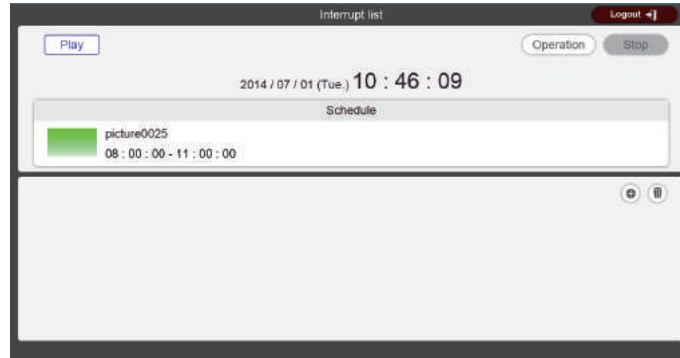 Interrupt list
Logout
Play
Operation
Stop
2014 / 07 / 01 (Tue.) 10 : 46 : 09
Schedule
picture0025
08 : 00 : 00 - 11 : 00 : 00